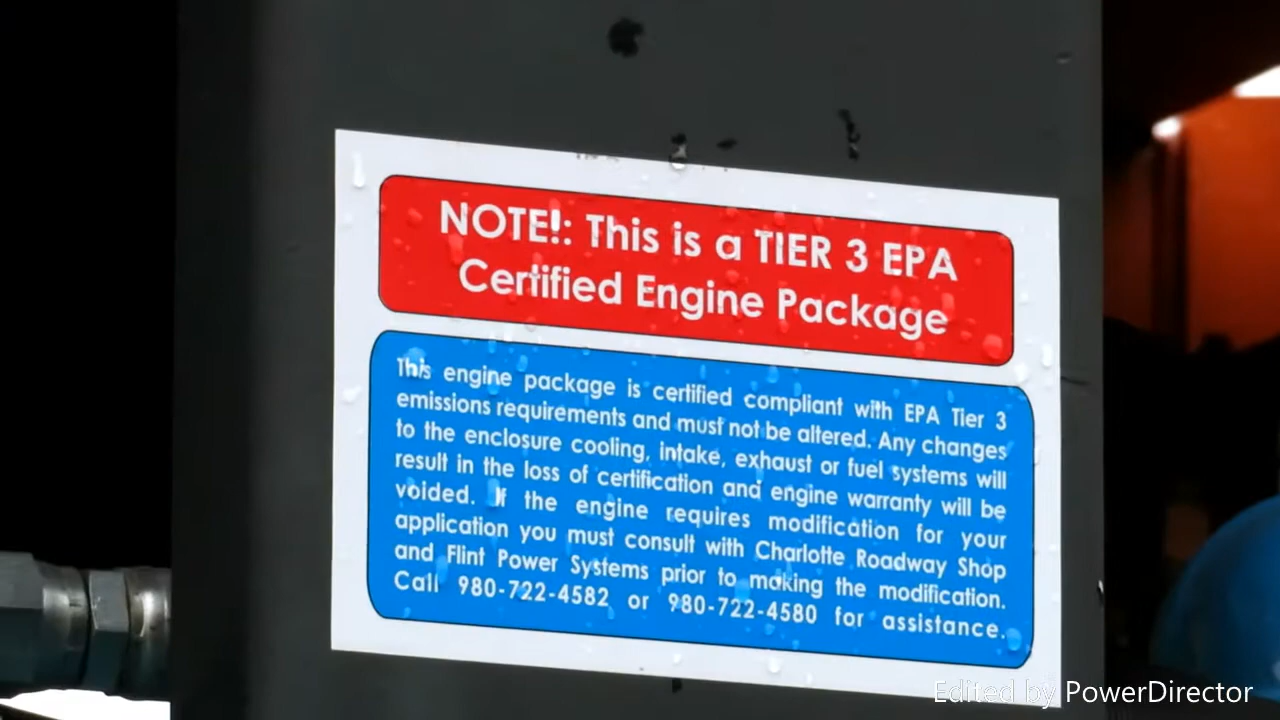 NOTE!: This is a TIER 3 EPA
Certified Engine Package
This engine package is certified compliant with EPA Tier 3
emissions requirements and must not be altered. Any changes
to the enclosure cooling, intake, exhaust or fuel systems will
result in the loss of certification and engine warranty will be
voided. If the engine requires modification for your
application you must consult with Charlotte Roadway Shop
and Flint Power Systems prior to making the modification.
Call 980-722-4582 or 980-722-4580 for assistance.
Edited by PowerDirector